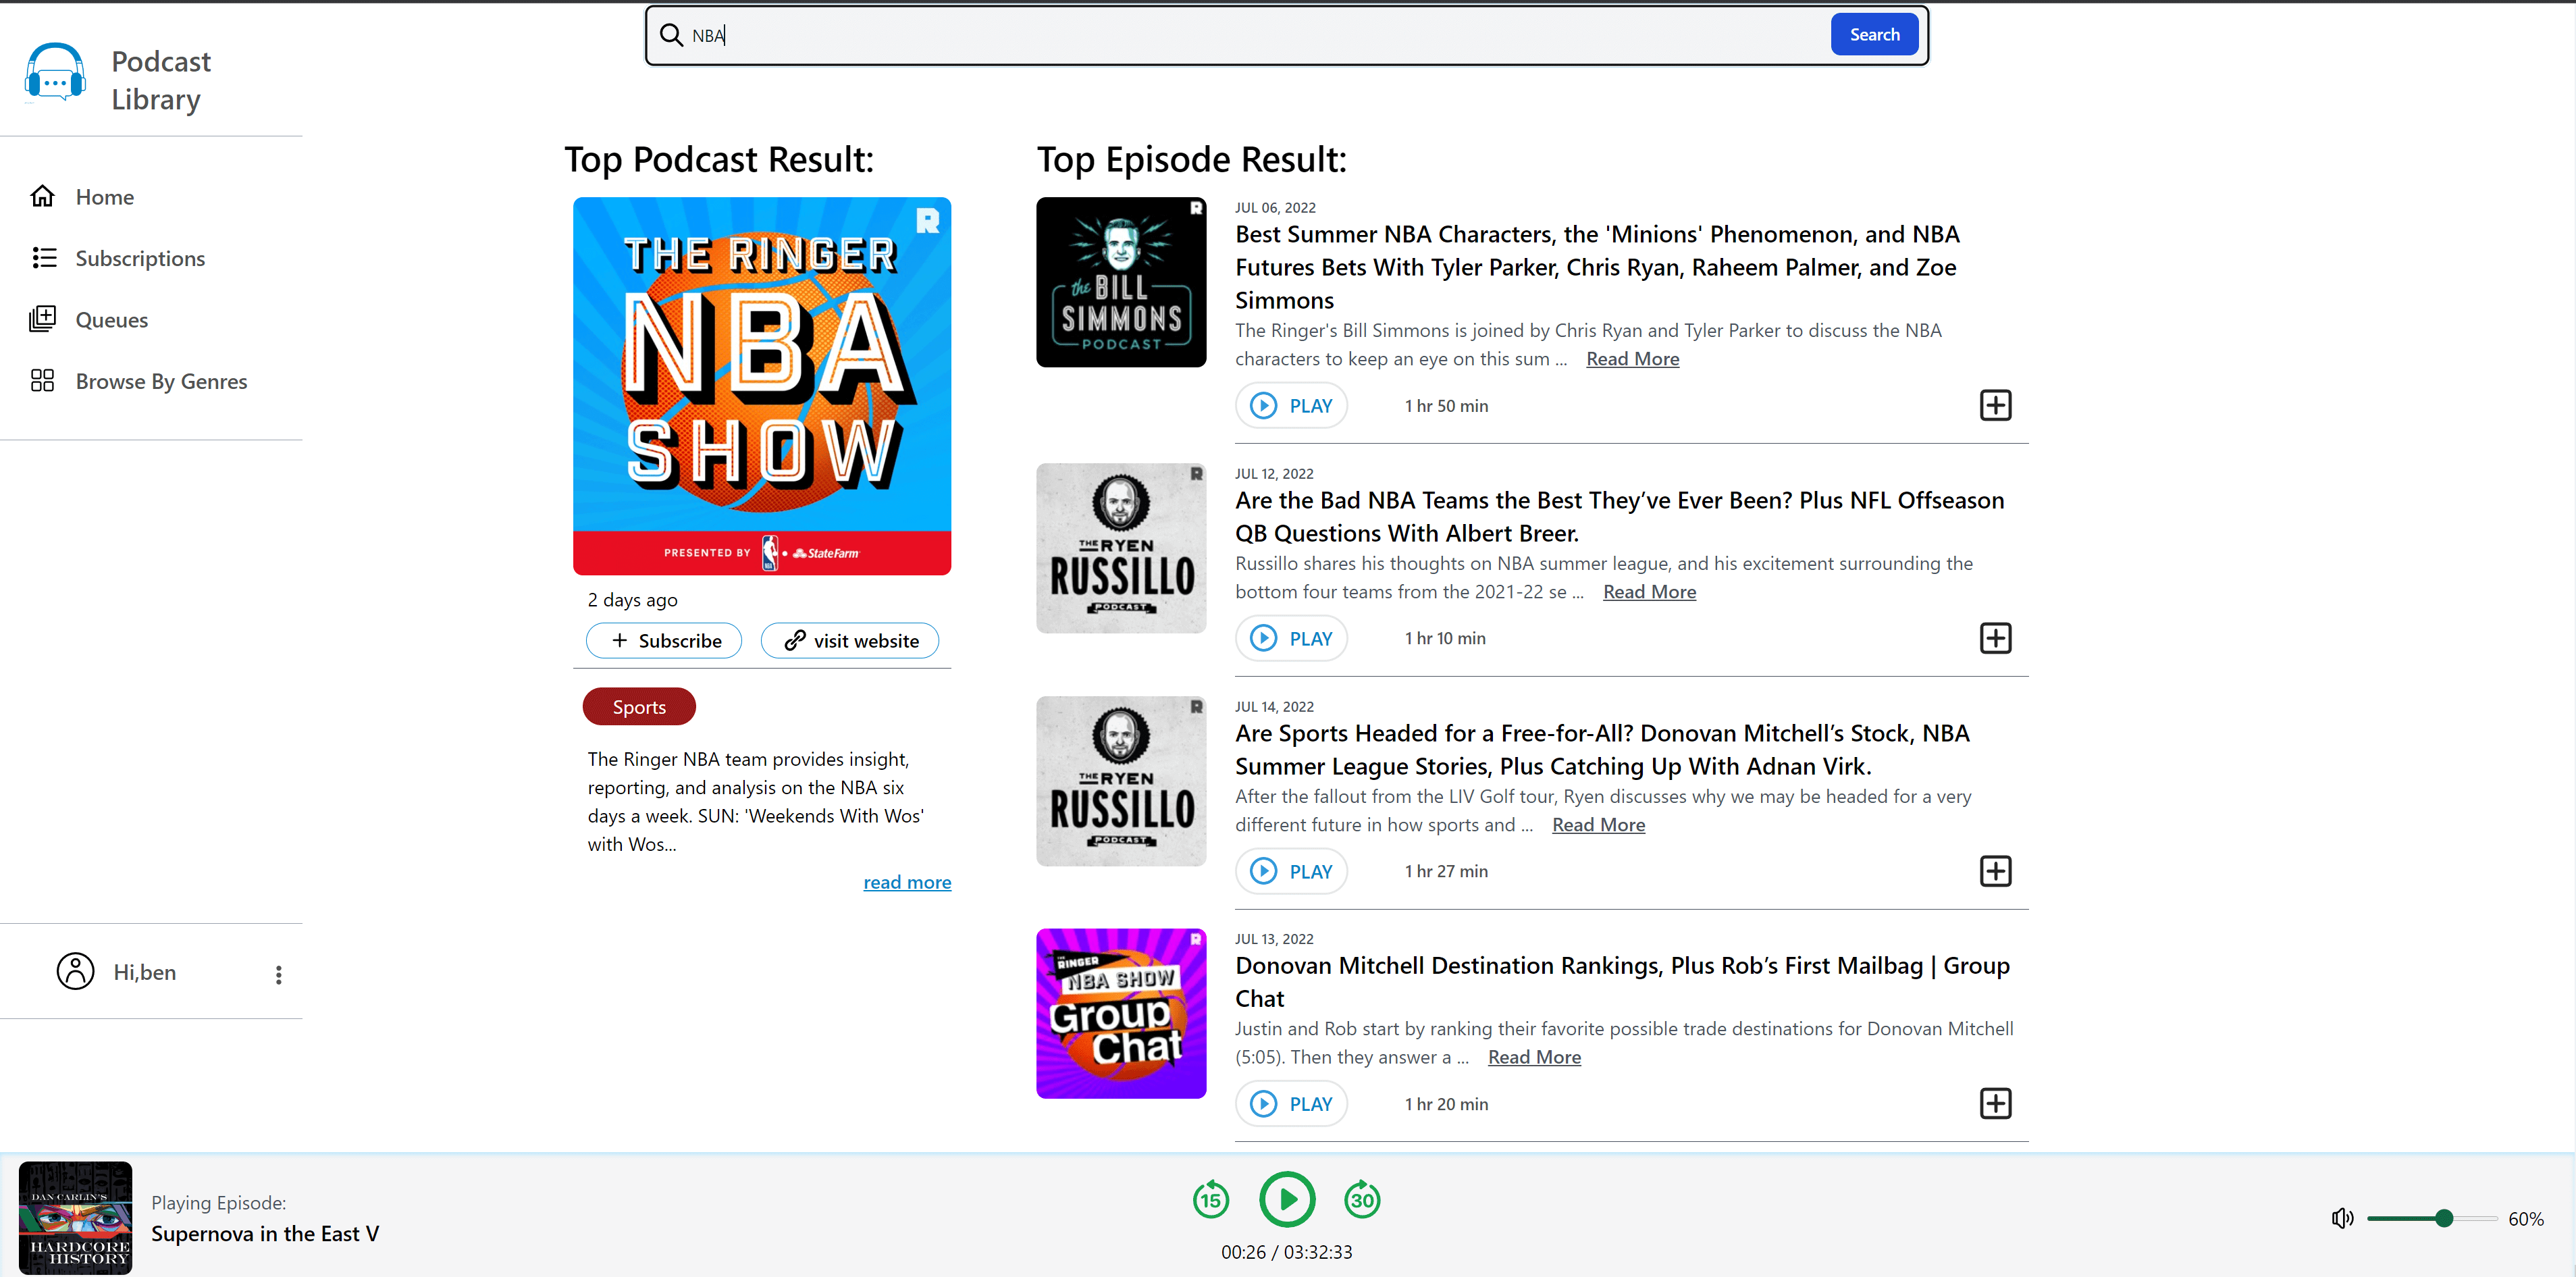 NBA
Search
Podcast
Library
Home
Subscriptions
Queues
Browse By Genres
Hi,ben
Top Podcast Result:
R
THE RINGER
NBA
SHOW
PRESENTED BY
NBA
StateFarm
2 days ago
+ Subscribe
visit website
Sports
The Ringer NBA team provides insight,
reporting, and analysis on the NBA six
days a week. SUN: 'Weekends With Wos'
with Wos...
read more
Top Episode Result:
R
the BILL
SIMMONS
PODCAST
JUL 06, 2022
Best Summer NBA Characters, the 'Minions' Phenomenon, and NBA
Futures Bets With Tyler Parker, Chris Ryan, Raheem Palmer, and Zoe
Simmons
The Ringer's Bill Simmons is joined by Chris Ryan and Tyler Parker to discuss the NBA
characters to keep an eye on this sum ... Read More
PLAY 1 hr 50 min
R
THE RYEN
RUSSILLO
PODCAST
JUL 12, 2022
Are the Bad NBA Teams the Best They’ve Ever Been? Plus NFL Offseason
QB Questions With Albert Breer.
Russillo shares his thoughts on NBA summer league, and his excitement surrounding the
bottom four teams from the 2021-22 se ... Read More
PLAY 1 hr 10 min
R
THE RYEN
RUSSILLO
PODCAST
JUL 14, 2022
Are Sports Headed for a Free-for-All? Donovan Mitchell’s Stock, NBA
Summer League Stories, Plus Catching Up With Adnan Virk.
After the fallout from the LIV Golf tour, Ryen discusses why we may be headed for a very
different future in how sports and ... Read More
PLAY 1 hr 27 min
R
THE RINGER
NBA SHOW
Group
Chat
JUL 13, 2022
Donovan Mitchell Destination Rankings, Plus Rob’s First Mailbag | Group
Chat
Justin and Rob start by ranking their favorite possible trade destinations for Donovan Mitchell
(5:05). Then they answer a ... Read More
PLAY 1 hr 20 min
DAN CARLIN'S
HARDCORE
HISTORY
Playing Episode:
Supernova in the East V
15
30
00:26 / 03:32:33
60%